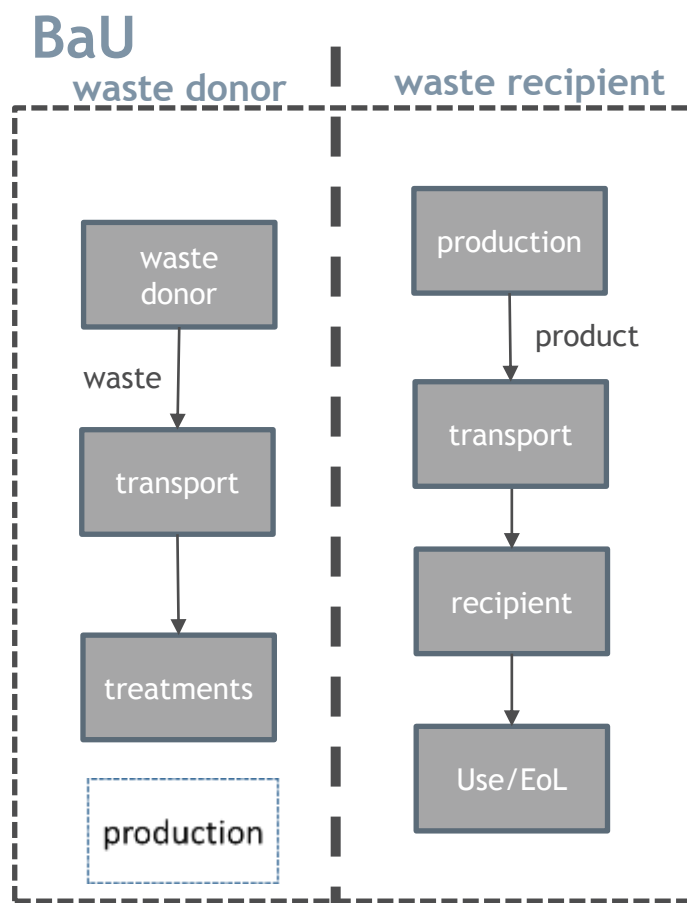 BaU
waste donor
waste recipient
waste
donor
waste
transport
treatments
production
production
product
transport
recipient
Use/EoL